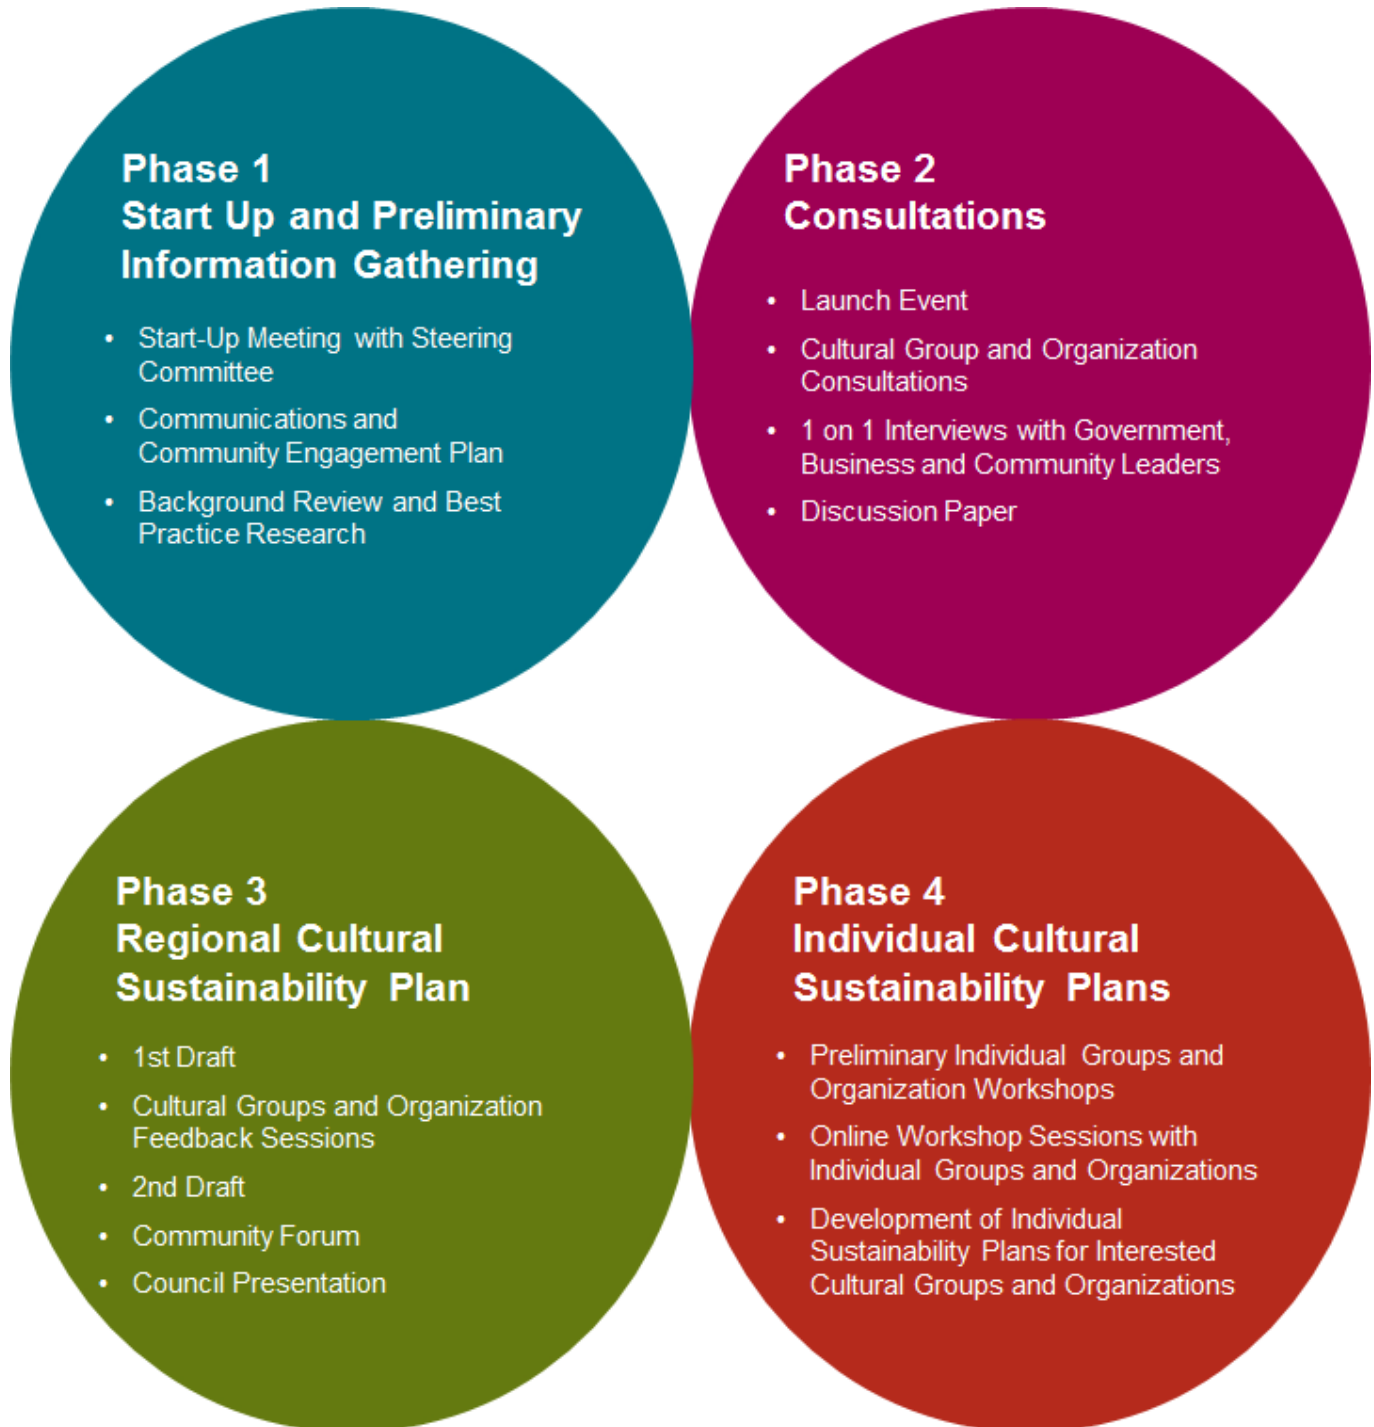 Phase 1
Start Up and Preliminary
Information Gathering
• Start-Up Meeting with Steering
Committee
• Communications and
Community Engagement Plan
• Background Review and Best
Practice Research
Phase 2
Consultations
• Launch Event
• Cultural Group and Organization
Consultations
• 1 on 1 Interviews with Government,
Business and Community Leaders
• Discussion Paper
Phase 3
Regional Cultural
Sustainability Plan
• 1st Draft
• Cultural Groups and Organization
Feedback Sessions
• 2nd Draft
• Community Forum
• Council Presentation
Phase 4
Individual Cultural
Sustainability Plans
• Preliminary Individual Groups and
Organization Workshops
• Online Workshop Sessions with
Individual Groups and Organizations
• Development of Individual
Sustainability Plans for Interested
Cultural Groups and Organizations